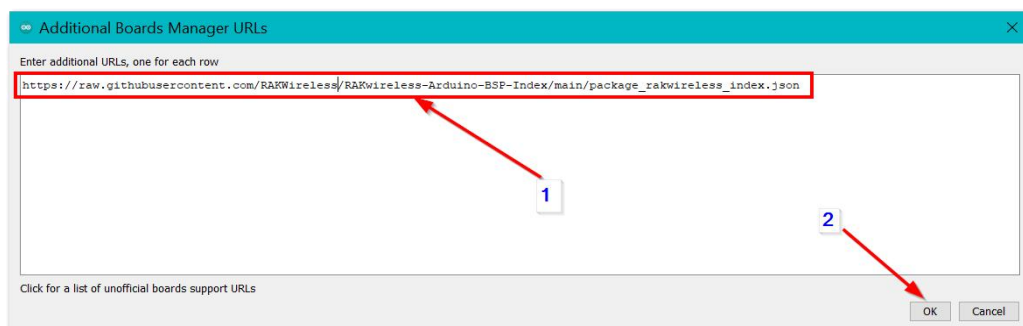 Additional Boards Manager URLs
Enter additional URLs, one for each row
https://raw.githubusercontent.com/RAKWireless/RAKwireless-Arduino-BSP-Index/main/package_rakwireless_index.json
1
2
Click for a list of unofficial boards support URLs
OK Cancel